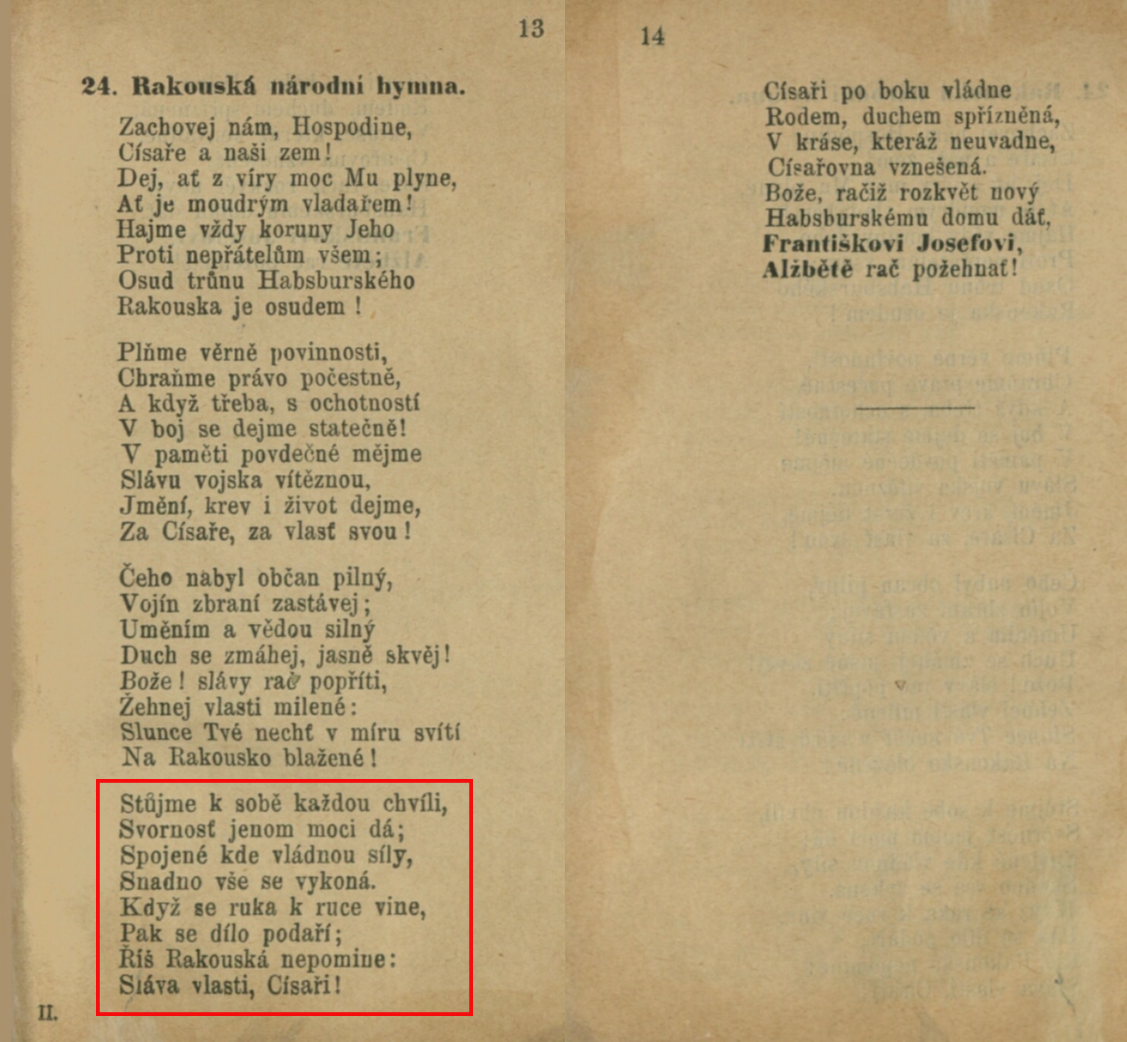 13
24. Rakouská národní hymna.
Zachovej nám, Hospodine,
Císaře a naši zem!
Dej, ať z víry moc Mu plyne,
Ať je moudrým vladařem!
Hajme vždy koruny Jeho
Proti nepřátelům všem;
Osud trůnu Habsburského
Rakouska je osudem !
Plňme věrně povinnosti,
Chraňme právo počestně,
A když třeba, s ochotností
V boj se dejme statečně!
V paměti povdečné mějme
Slávu vojska vítěznou,
Jmění, krev i život dejme,
Za Císaře, za vlasť svou !
Čeho nabyl občan pilný,
Vojín zbraní zastávej ;
Uměním a vědou silný
Duch se zmáhej, jasně skvěj!
Bože ! slávy rač popříti,
Žehnej vlasti milené :
Slunce Tvé nechť v míru svítí
Na Rakousko blažené !
Stůjme k sobě každou chvíli,
Svornosť jenom moci dá;
Spojené kde vládnou síly,
Snadno vše se vykoná.
Když se ruka k ruce vine,
Pak se dílo podaří;
Říš Rakouská nepomine:
Sláva vlasti, Císaři!
II.
14
Císaři po boku vládne
Rodem, duchem spřízněná,
V kráse, kteráž neuvadne,
Císařovna vznešená.
Bože, račiž rozkvět nový
Habsburskému domu dáť,
Františkovi Josefovi,
Alžbětě rač požehnať!